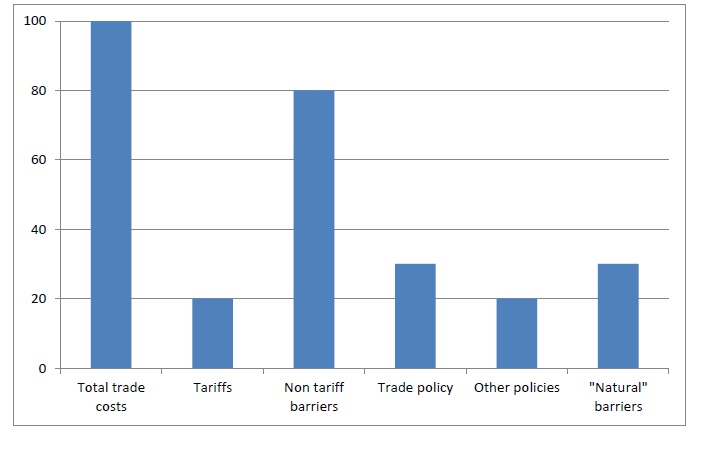 100
80
60
40
20
0
Total trade
costs
Tariffs
Non tariff
barriers
Trade policy
Other policies
"Natural"
barriers